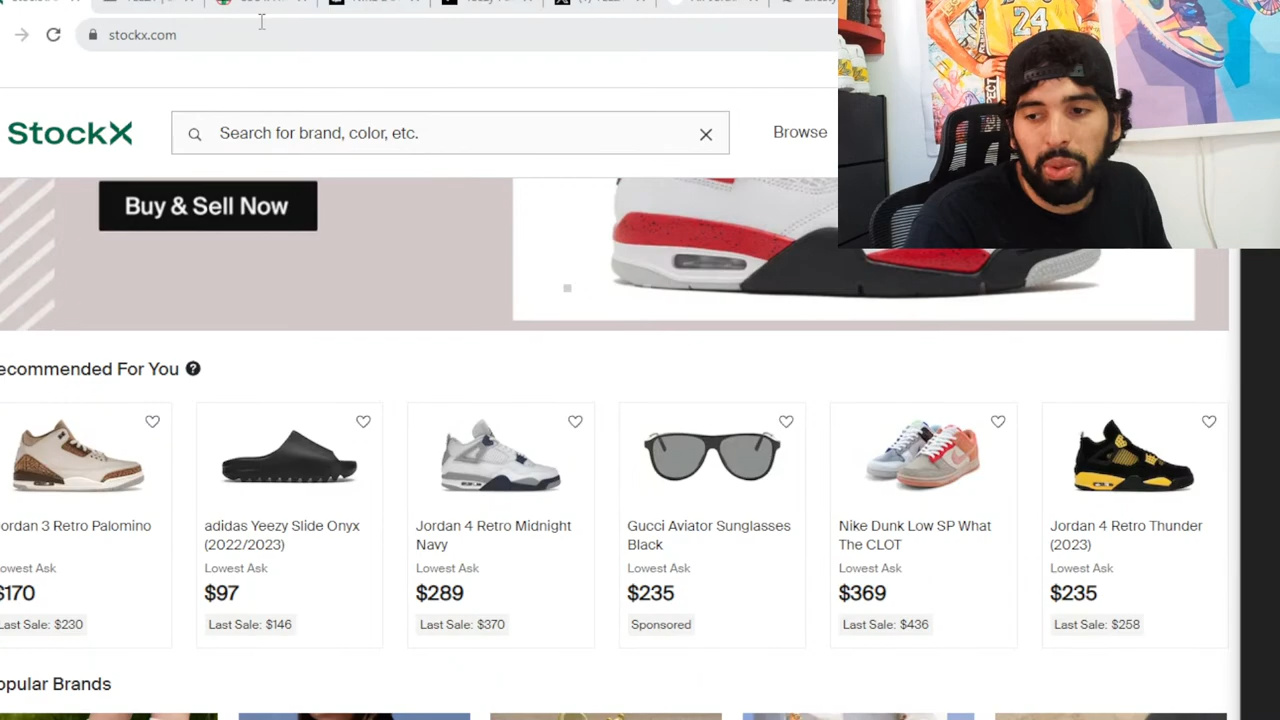 stockx.com
StockX
Search for brand, color, etc.
Browse
Buy & Sell Now
ecommended For You
ordan 3 Retro Palomino
owest Ask
$170
Last Sale: $230
adidas Yeezy Slide Onyx
(2022/2023)
Lowest Ask
$97
Last Sale: $146
Jordan 4 Retro Midnight
Navy
Lowest Ask
$289
Last Sale: $370
Gucci Aviator Sunglasses
Black
Lowest Ask
$235
Sponsored
Nike Dunk Low SP What
The CLOT
Lowest Ask
$369
Last Sale: $436
Jordan 4 Retro Thunder
(2023)
Lowest Ask
$235
Last Sale: $258
opular Brands
24